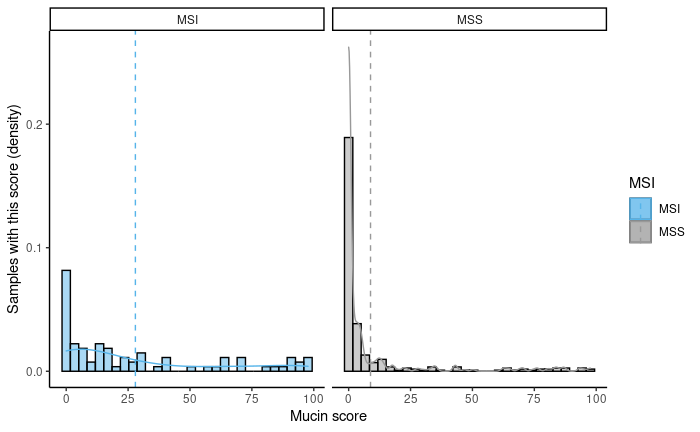 MSI MSS
Samples with this score (density)
0.2
0.1
0.0
0 25 50 75 100 0 25 50 75 100
Mucin score
MSI
MSI
MSS